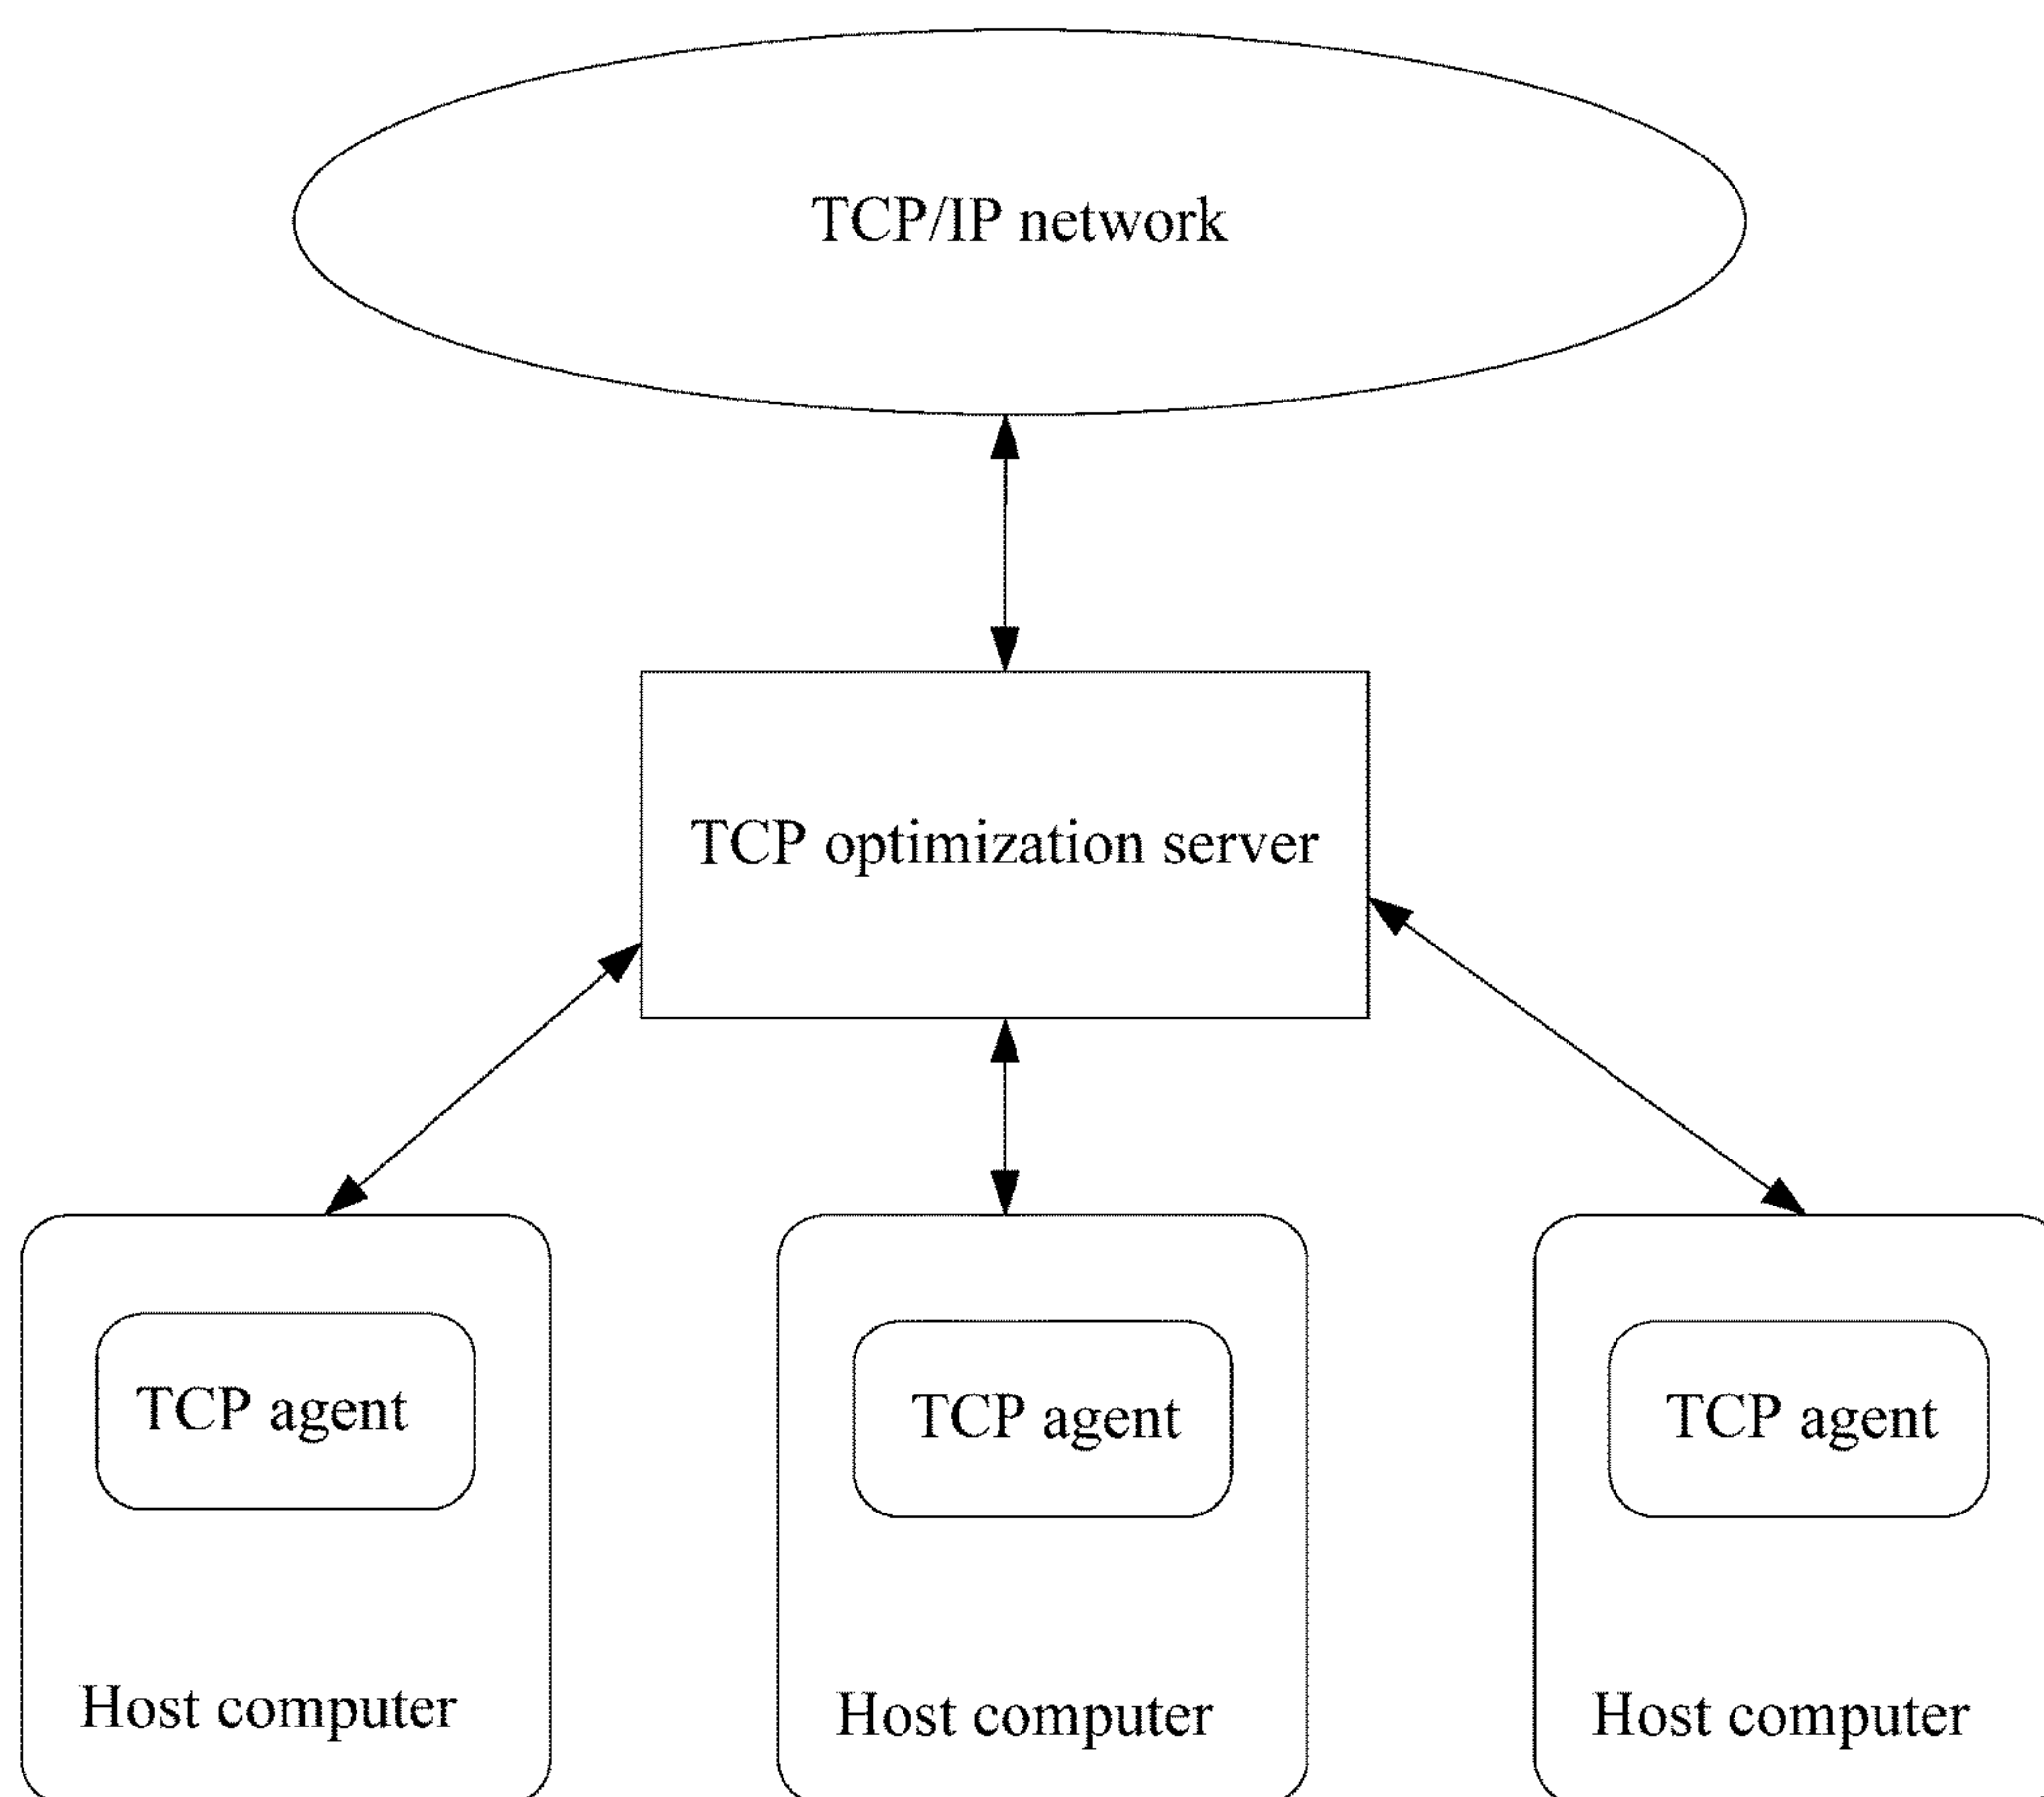 TCP/IP network
TCP optimization server
TCP agent
TCP agent
TCP agent
Host computer
Host computer
Host computer